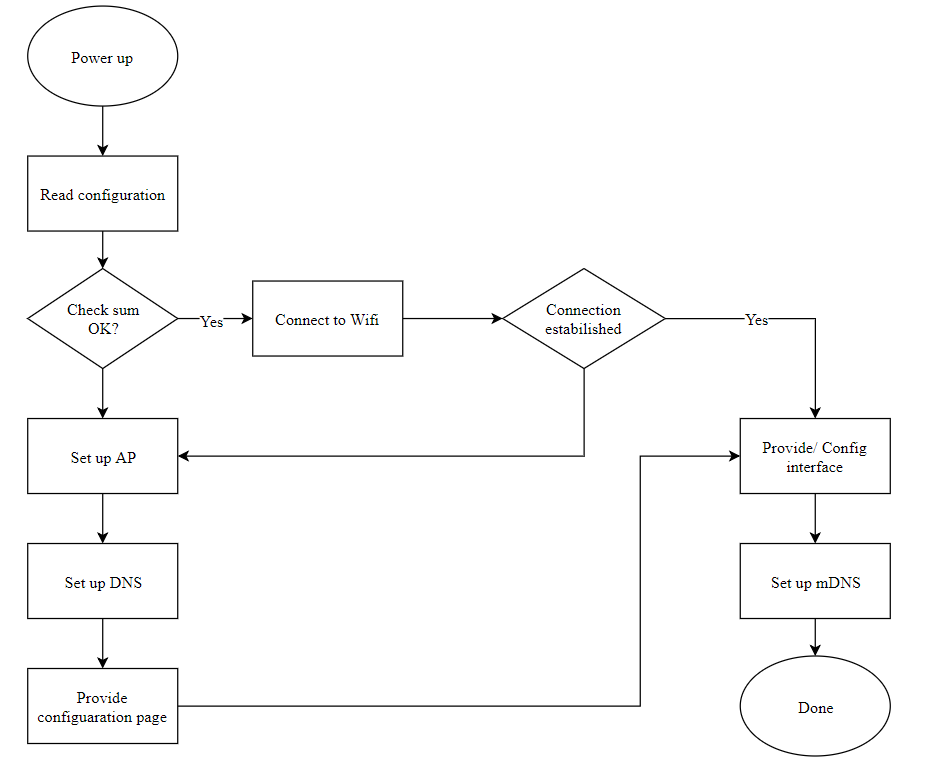 Power up
Read configuration
Check sum
OK?
Yes
Connect to Wifi
Connection
estabilished
Yes
Set up AP
Provide/ Config
interface
Set up DNS
Set up mDNS
Provide
configuaration page
Done